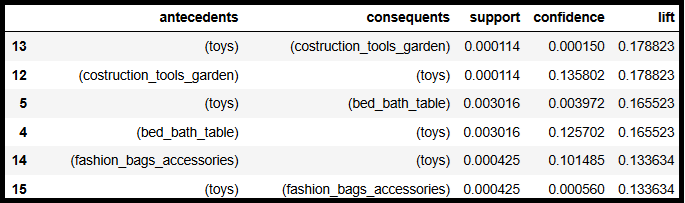 antecedents consequents support confidence lift
13 (toys) (costruction_tools_garden) 0.000114 0.000150 0.178823
12 (costruction_tools_garden) (toys) 0.000114 0.135802 0.178823
5 (toys) (bed_bath_table) 0.003016 0.003972 0.165523
4 (bed_bath_table) (toys) 0.003016 0.125702 0.165523
14 (fashion_bags_accessories) (toys) 0.000425 0.101485 0.133634
15 (toys) (fashion_bags_accessories) 0.000425 0.000560 0.133634